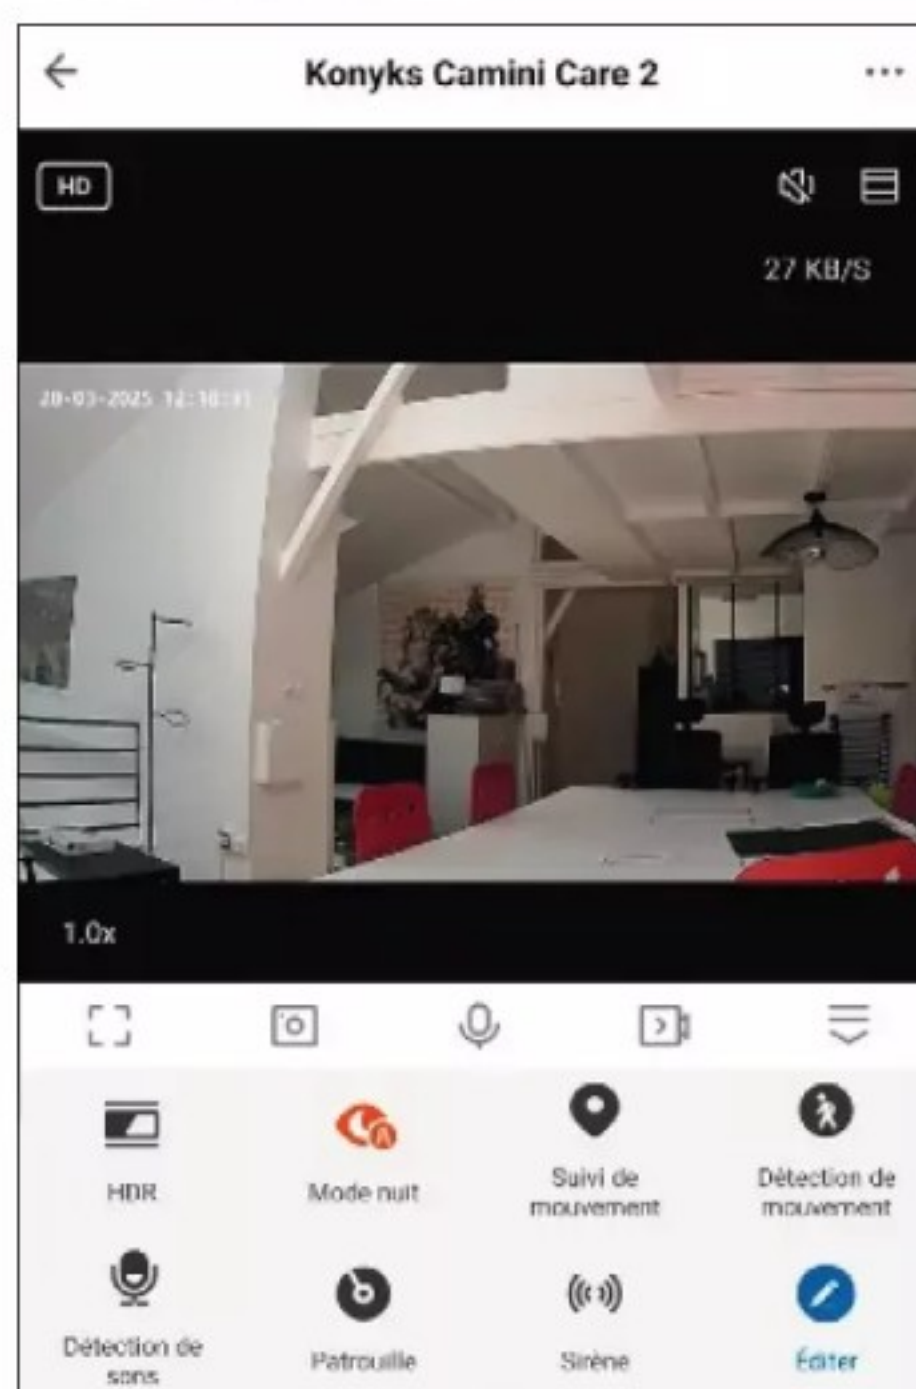 Konyks Camini Care 2
HD
27 KB/S
1.0x
HDR
Mode nuit
Suivi de
mouvement
Détection de
mouvement
Détection de
sons
Patrouille
Sirène
Éditer